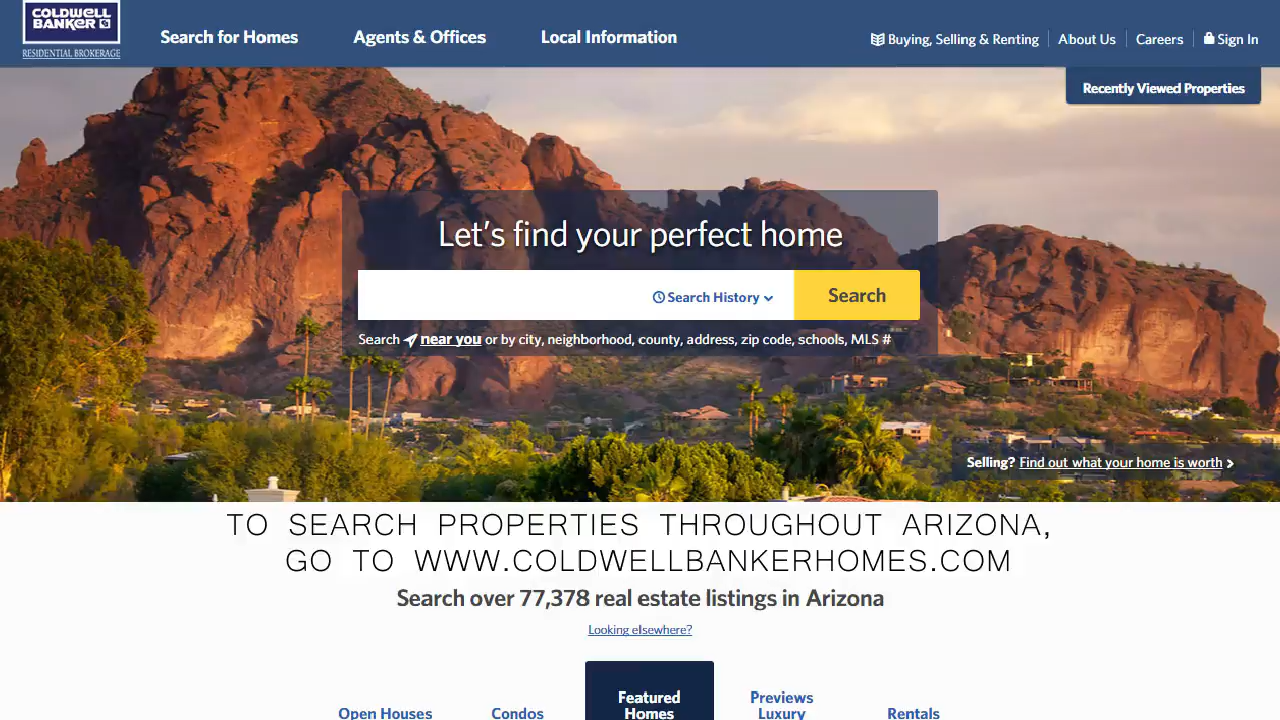 COLDWELL
BANKER
RESIDENTIAL BROKERAGE
Search for Homes
Agents & Offices
Local Information
Buying, Selling & Renting
About Us
Careers
Sign In
Recently Viewed Properties
Let's find your perfect home
Search History
Search
Search near you or by city, neighborhood, county, address, zip code, schools, MLS #
Selling? Find out what your home is worth
TO SEARCH PROPERTIES THROUGHOUT ARIZONA,
GO TO WWW.COLDWELLBANKERHOMES.COM
Search over 77,378 real estate listings in Arizona
Looking elsewhere?
Open Houses
Condos
Featured
Homes
Previews
Luxury
Rentals